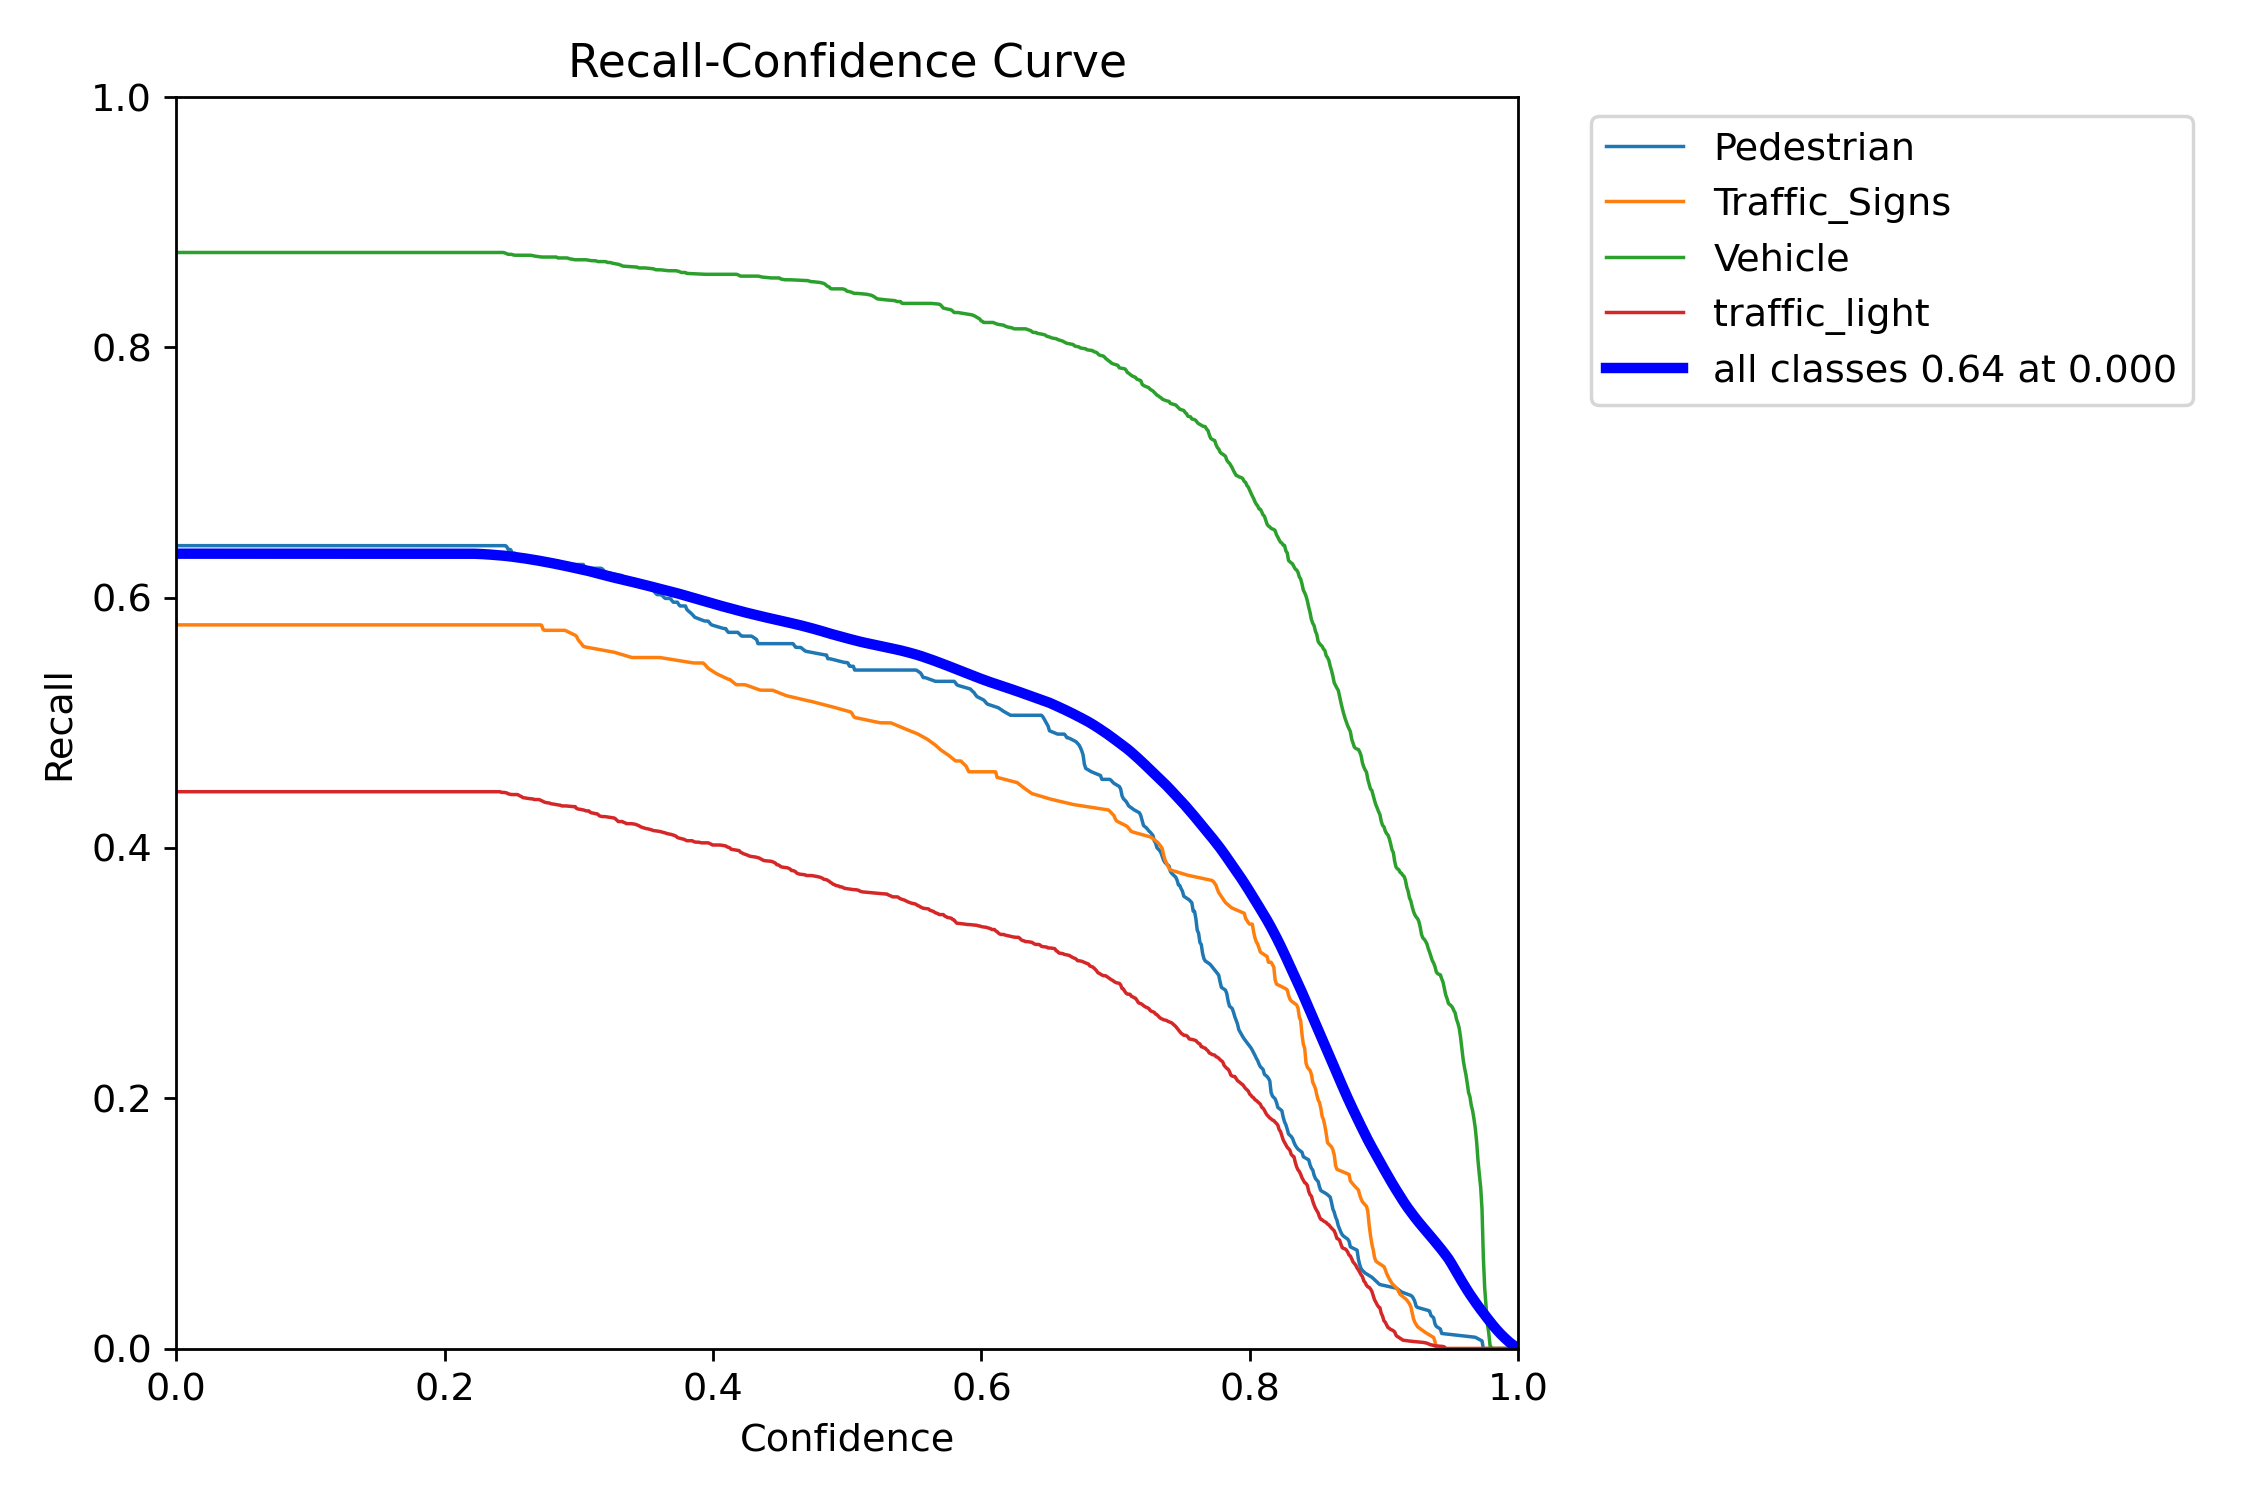 Recall-Confidence Curve
1.0
0.8
0.6
0.4
0.2
0.0
Recall
0.0 0.2 0.4 0.6 0.8 1.0
Confidence
Pedestrian
Traffic_Signs
Vehicle
traffic_light
all classes 0.64 at 0.000